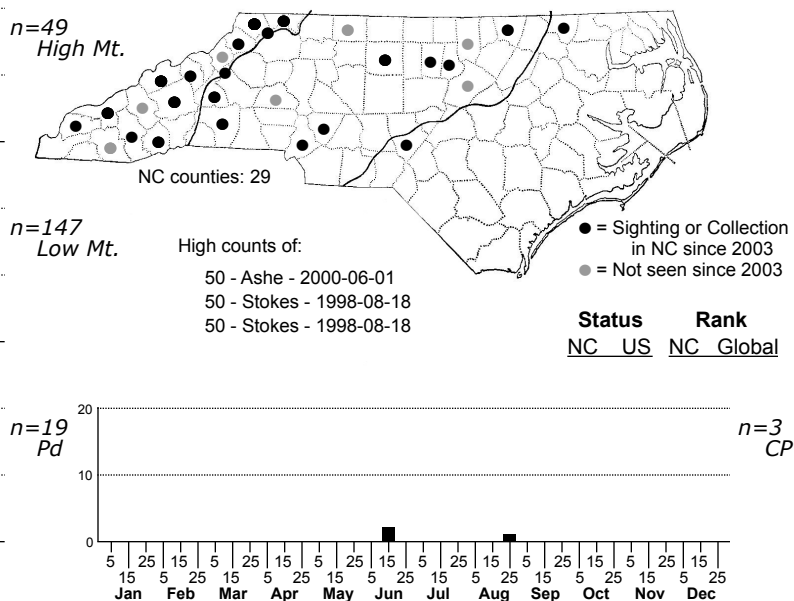 n=49
High Mt.
NC counties: 29
n=147
Low Mt.
High counts of:
50 - Ashe - 2000-06-01
50 - Stokes - 1998-08-18
50 - Stokes - 1998-08-18
● = Sighting or Collection
in NC since 2003
● = Not seen since 2003
Status Rank
NC US NC Global
n=19
Pd
n=3
CP
20
10
0
5 25 5 25 5 25 5 25 5 25 5 25 5 25 5 25 5 25 5 25 5 25 5 25
15 15 15 15 15 15 15 15 15 15 15 15
Jan Feb Mar Apr May Jun Jul Aug Sep Oct Nov Dec